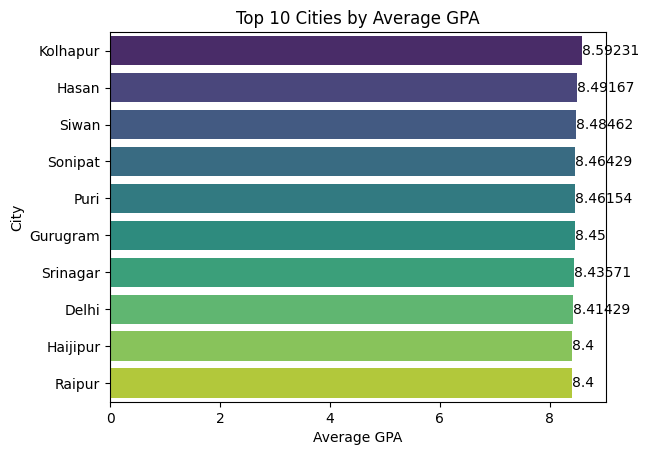 Top 10 Cities by Average GPA
Kolhapur 8.59231
Hasan 8.49167
Siwan 8.48462
Sonipat 8.46429
Puri 8.46154
Gurugram 8.45
Srinagar 8.43571
Delhi 8.41429
Haijipur 8.4
Raipur 8.4
City
0 2 4 6 8
Average GPA